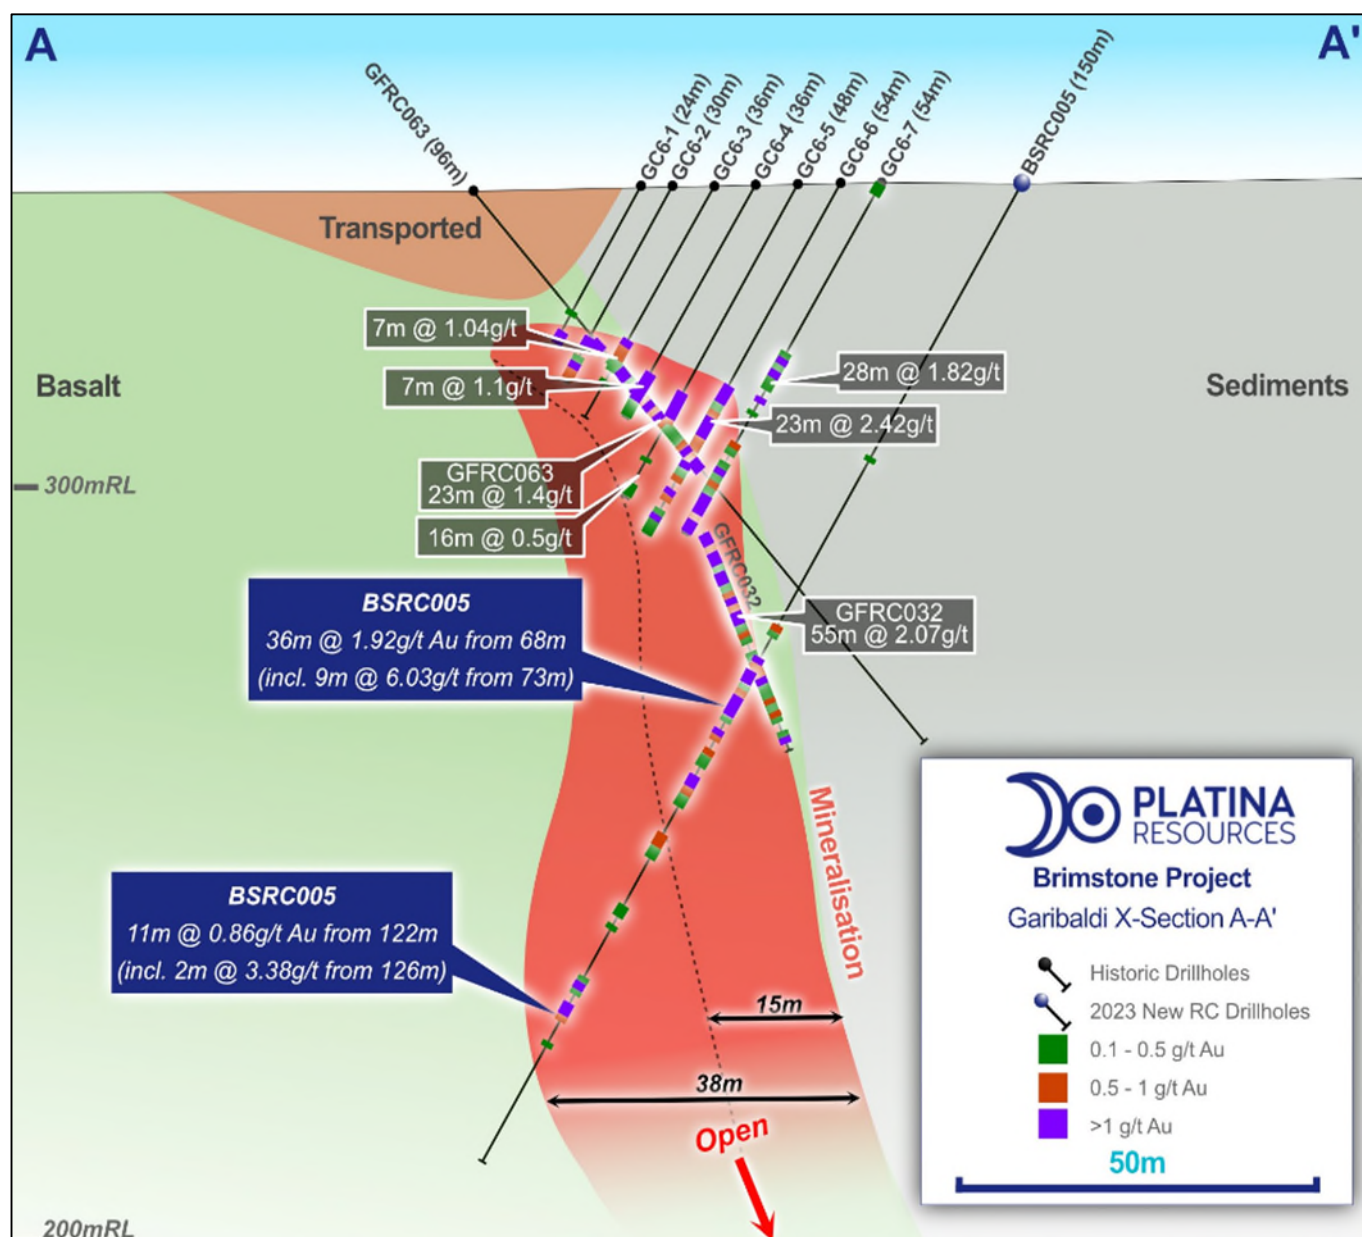 A
A'
GFRC063 (96m)
GC6-1 (24m)
GC6-2 (30m)
GC6-3 (36m)
GC6-4 (36m)
GC6-5 (48m)
GC6-6 (54m)
GC6-7 (54m)
BSRC005 (150m)
Transported
Basalt
Sediments
7m @ 1.04g/t
7m @ 1.1g/t
28m @ 1.82g/t
23m @ 2.42g/t
GFRC063
23m @ 1.4g/t
16m @ 0.5g/t
300mRL
GFRC032
GFRC032
55m @ 2.07g/t
BSRC005
36m @ 1.92g/t Au from 68m
(incl. 9m @ 6.03g/t from 73m)
Mineralisation
BSRC005
11m @ 0.86g/t Au from 122m
(incl. 2m @ 3.38g/t from 126m)
15m
38m
Open
200mRL
PLATINA
RESOURCES
Brimstone Project
Garibaldi X-Section A-A'
Historic Drillholes
2023 New RC Drillholes
0.1 - 0.5 g/t Au
0.5 - 1 g/t Au
>1 g/t Au
50m